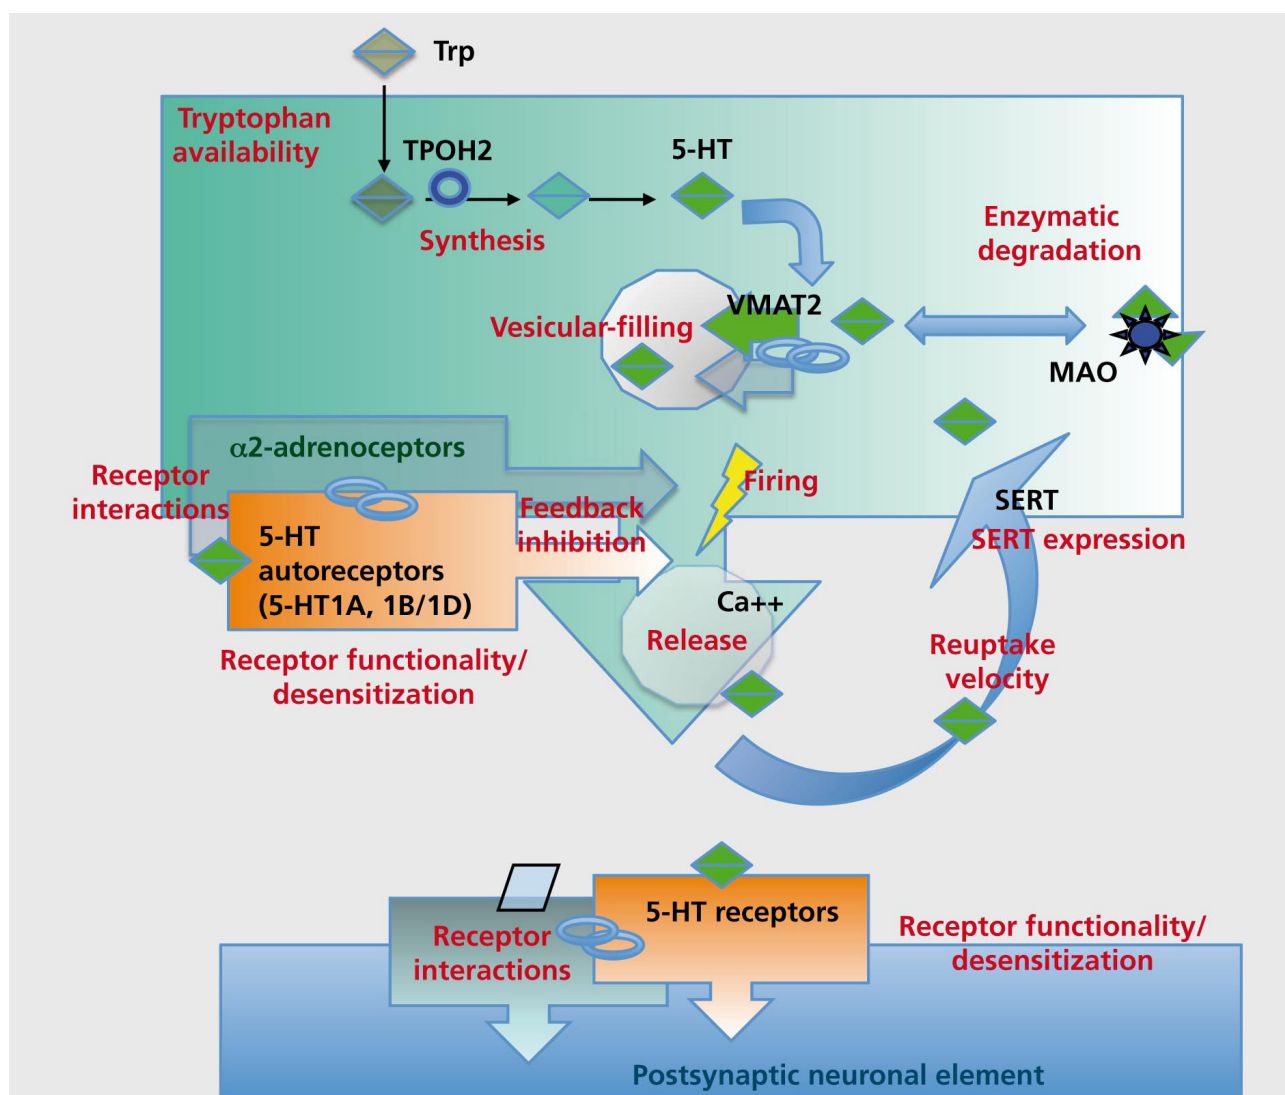 Trp
Tryptophan
availability
TPOH2
5-HT
Synthesis
Enzymatic
degradation
VMAT2
Vesicular-filling
MAO
α2-adrenoceptors
Receptor
interactions
Firing
SERT
SERT expression
Feedback
inhibition
5-HT
autoreceptors
(5-HT1A, 1B/1D)
Ca++
Release
Receptor functionality/
desensitization
Reuptake
velocity
5-HT receptors
Receptor
interactions
Receptor functionality/
desensitization
Postsynaptic neuronal element